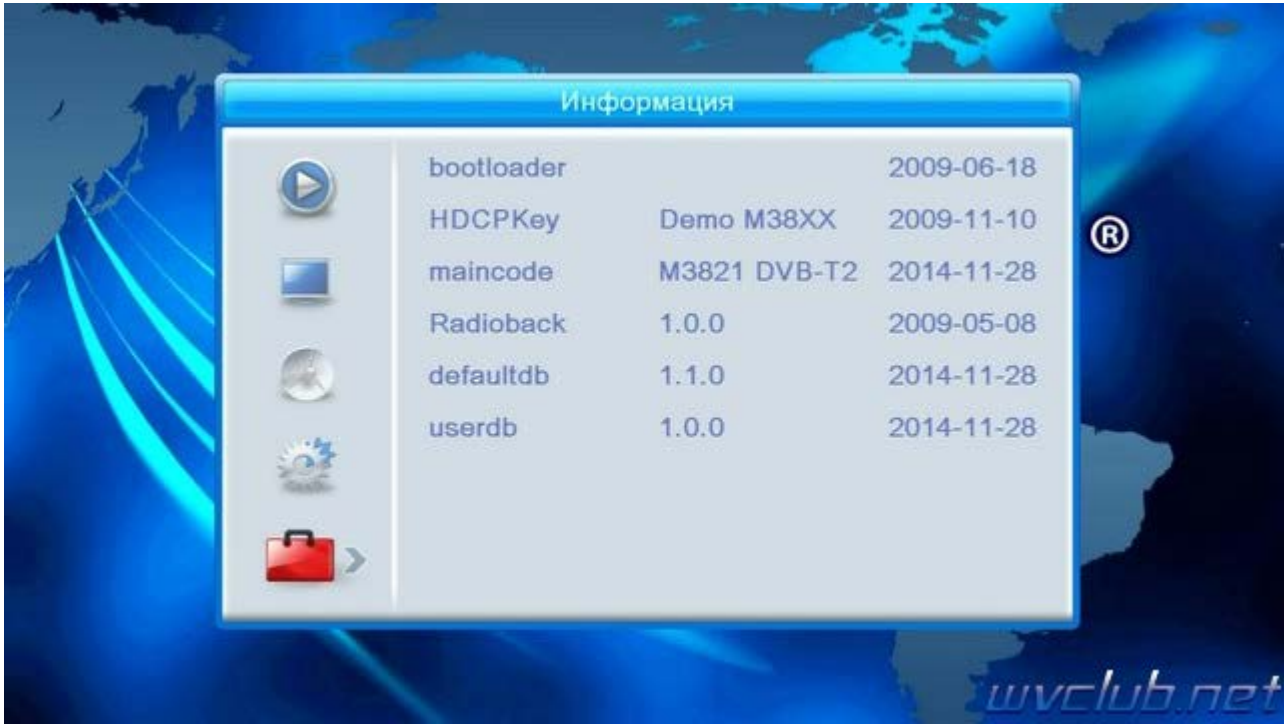 Информация
bootloader 2009-06-18
HDCPKey Demo M38XX 2009-11-10
maincode M3821 DVB-T2 2014-11-28
Radioback 1.0.0 2009-05-08
defaultdb 1.1.0 2014-11-28
userdb 1.0.0 2014-11-28
®
wvclub.net